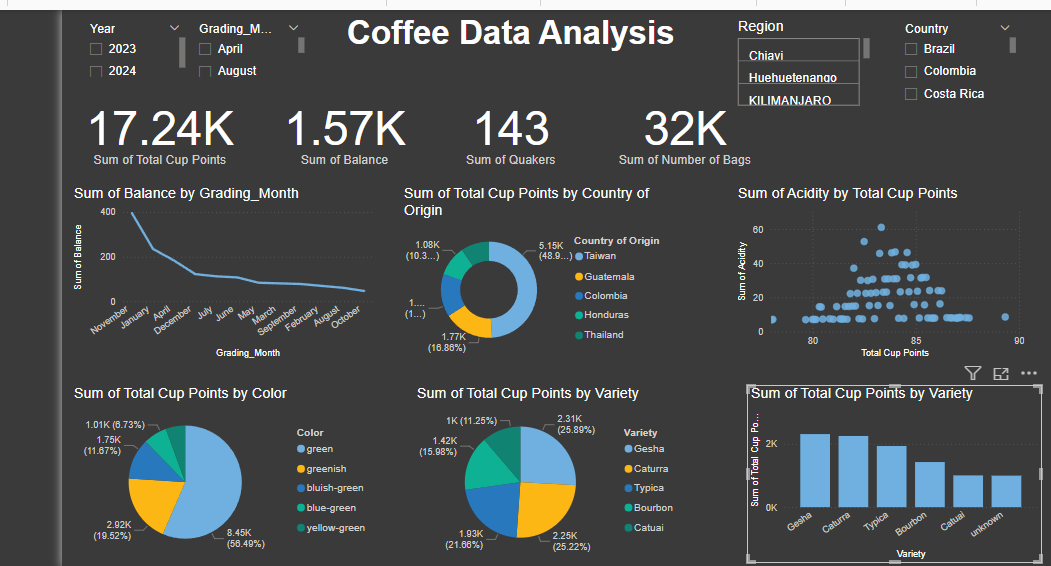 Year
Grading_M...
Coffee Data Analysis
Region
Country
2023
2024
April
August
Chiavi
Huehuetenango
KILIMANJARO
Brazil
Colombia
Costa Rica
17.24K
Sum of Total Cup Points
1.57K
Sum of Balance
143
Sum of Quakers
32K
Sum of Number of Bags
Sum of Balance by Grading_Month
400
200
0
Sum of Balance
November
January
April
December
July
June
May
March
September
February
August
October
Grading_Month
Sum of Total Cup Points by Country of
Origin
1.08K
(10.3...)
5.15K
(48.9...)
1....
(1...)
1.77K
(16.86%)
Country of Origin
Taiwan
Guatemala
Colombia
Honduras
Thailand
Sum of Acidity by Total Cup Points
60
40
20
0
Sum of Acidity
80
85
90
Total Cup Points
Sum of Total Cup Points by Color
1.01K (6.73%)
1.75K
(11.67%)
2.92K
(19.52%)
8.45K
(56.49%)
Color
green
greenish
bluish-green
blue-green
yellow-green
Sum of Total Cup Points by Variety
1K (11.25%)
2.31K
(25.89%)
1.42K
(15.98%)
1.93K
(21.66%)
2.25K
(25.22%)
Variety
Gesha
Caturra
Typica
Bourbon
Catuai
Sum of Total Cup Points by Variety
2K
0K
Sum of Total Cup Po...
Gesha
Caturra
Typica
Bourbon
Catuai
unknown
Variety